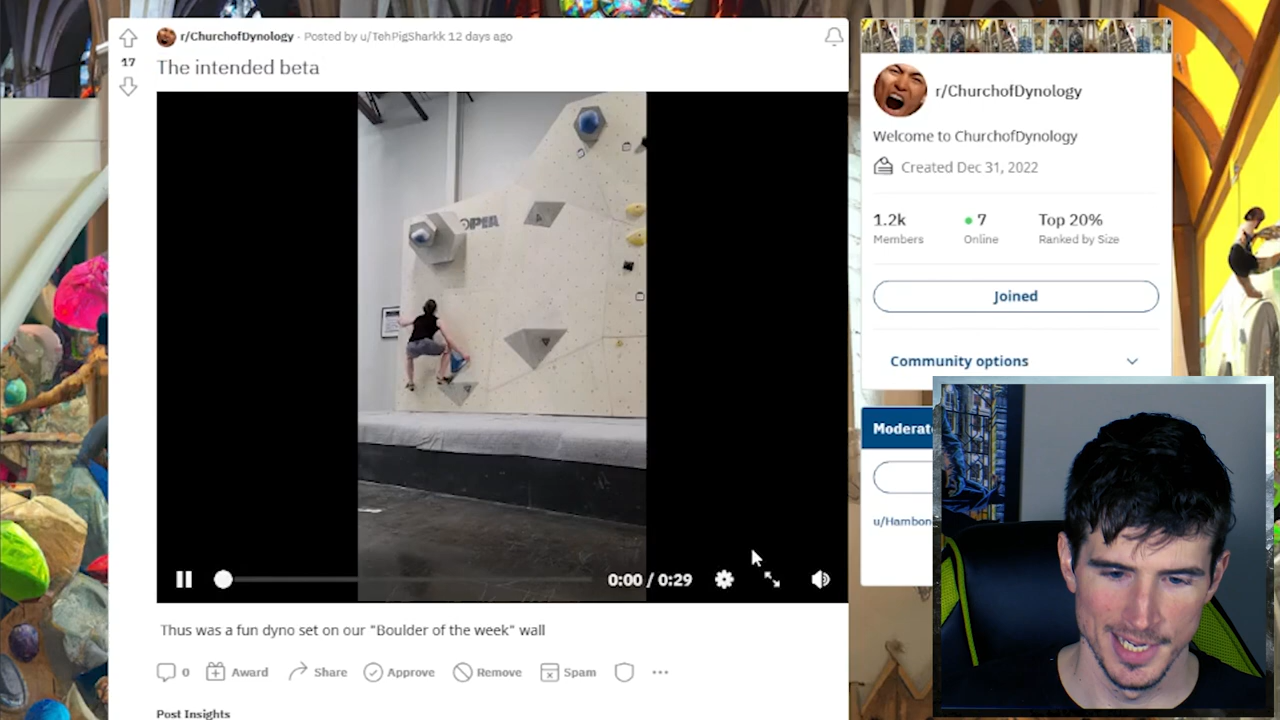 r/ChurchofDynology · Posted by u/TehPigSharkk 12 days ago
17
The intended beta
OPIA
0:00 / 0:29
Thus was a fun dyno set on our "Boulder of the week" wall
0 Award Share Approve Remove Spam
Post Insights
r/ChurchofDynology
Welcome to ChurchofDynology
Created Dec 31, 2022
1.2k 7 Top 20%
Members Online Ranked by Size
Joined
Community options
Moderat
u/Hambon